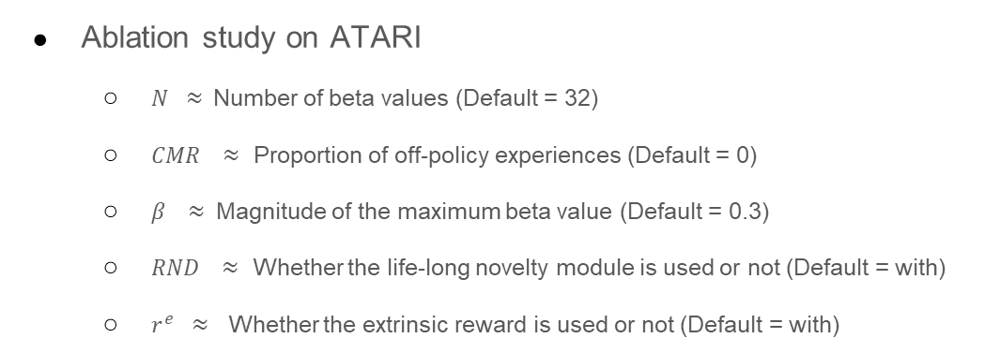 ● Ablation study on ATARI
○ N ≈ Number of beta values (Default = 32)
○ CMR ≈ Proportion of off-policy experiences (Default = 0)
○ β ≈ Magnitude of the maximum beta value (Default = 0.3)
○ RND ≈ Whether the life-long novelty module is used or not (Default = with)
○ rᵉ ≈ Whether the extrinsic reward is used or not (Default = with)